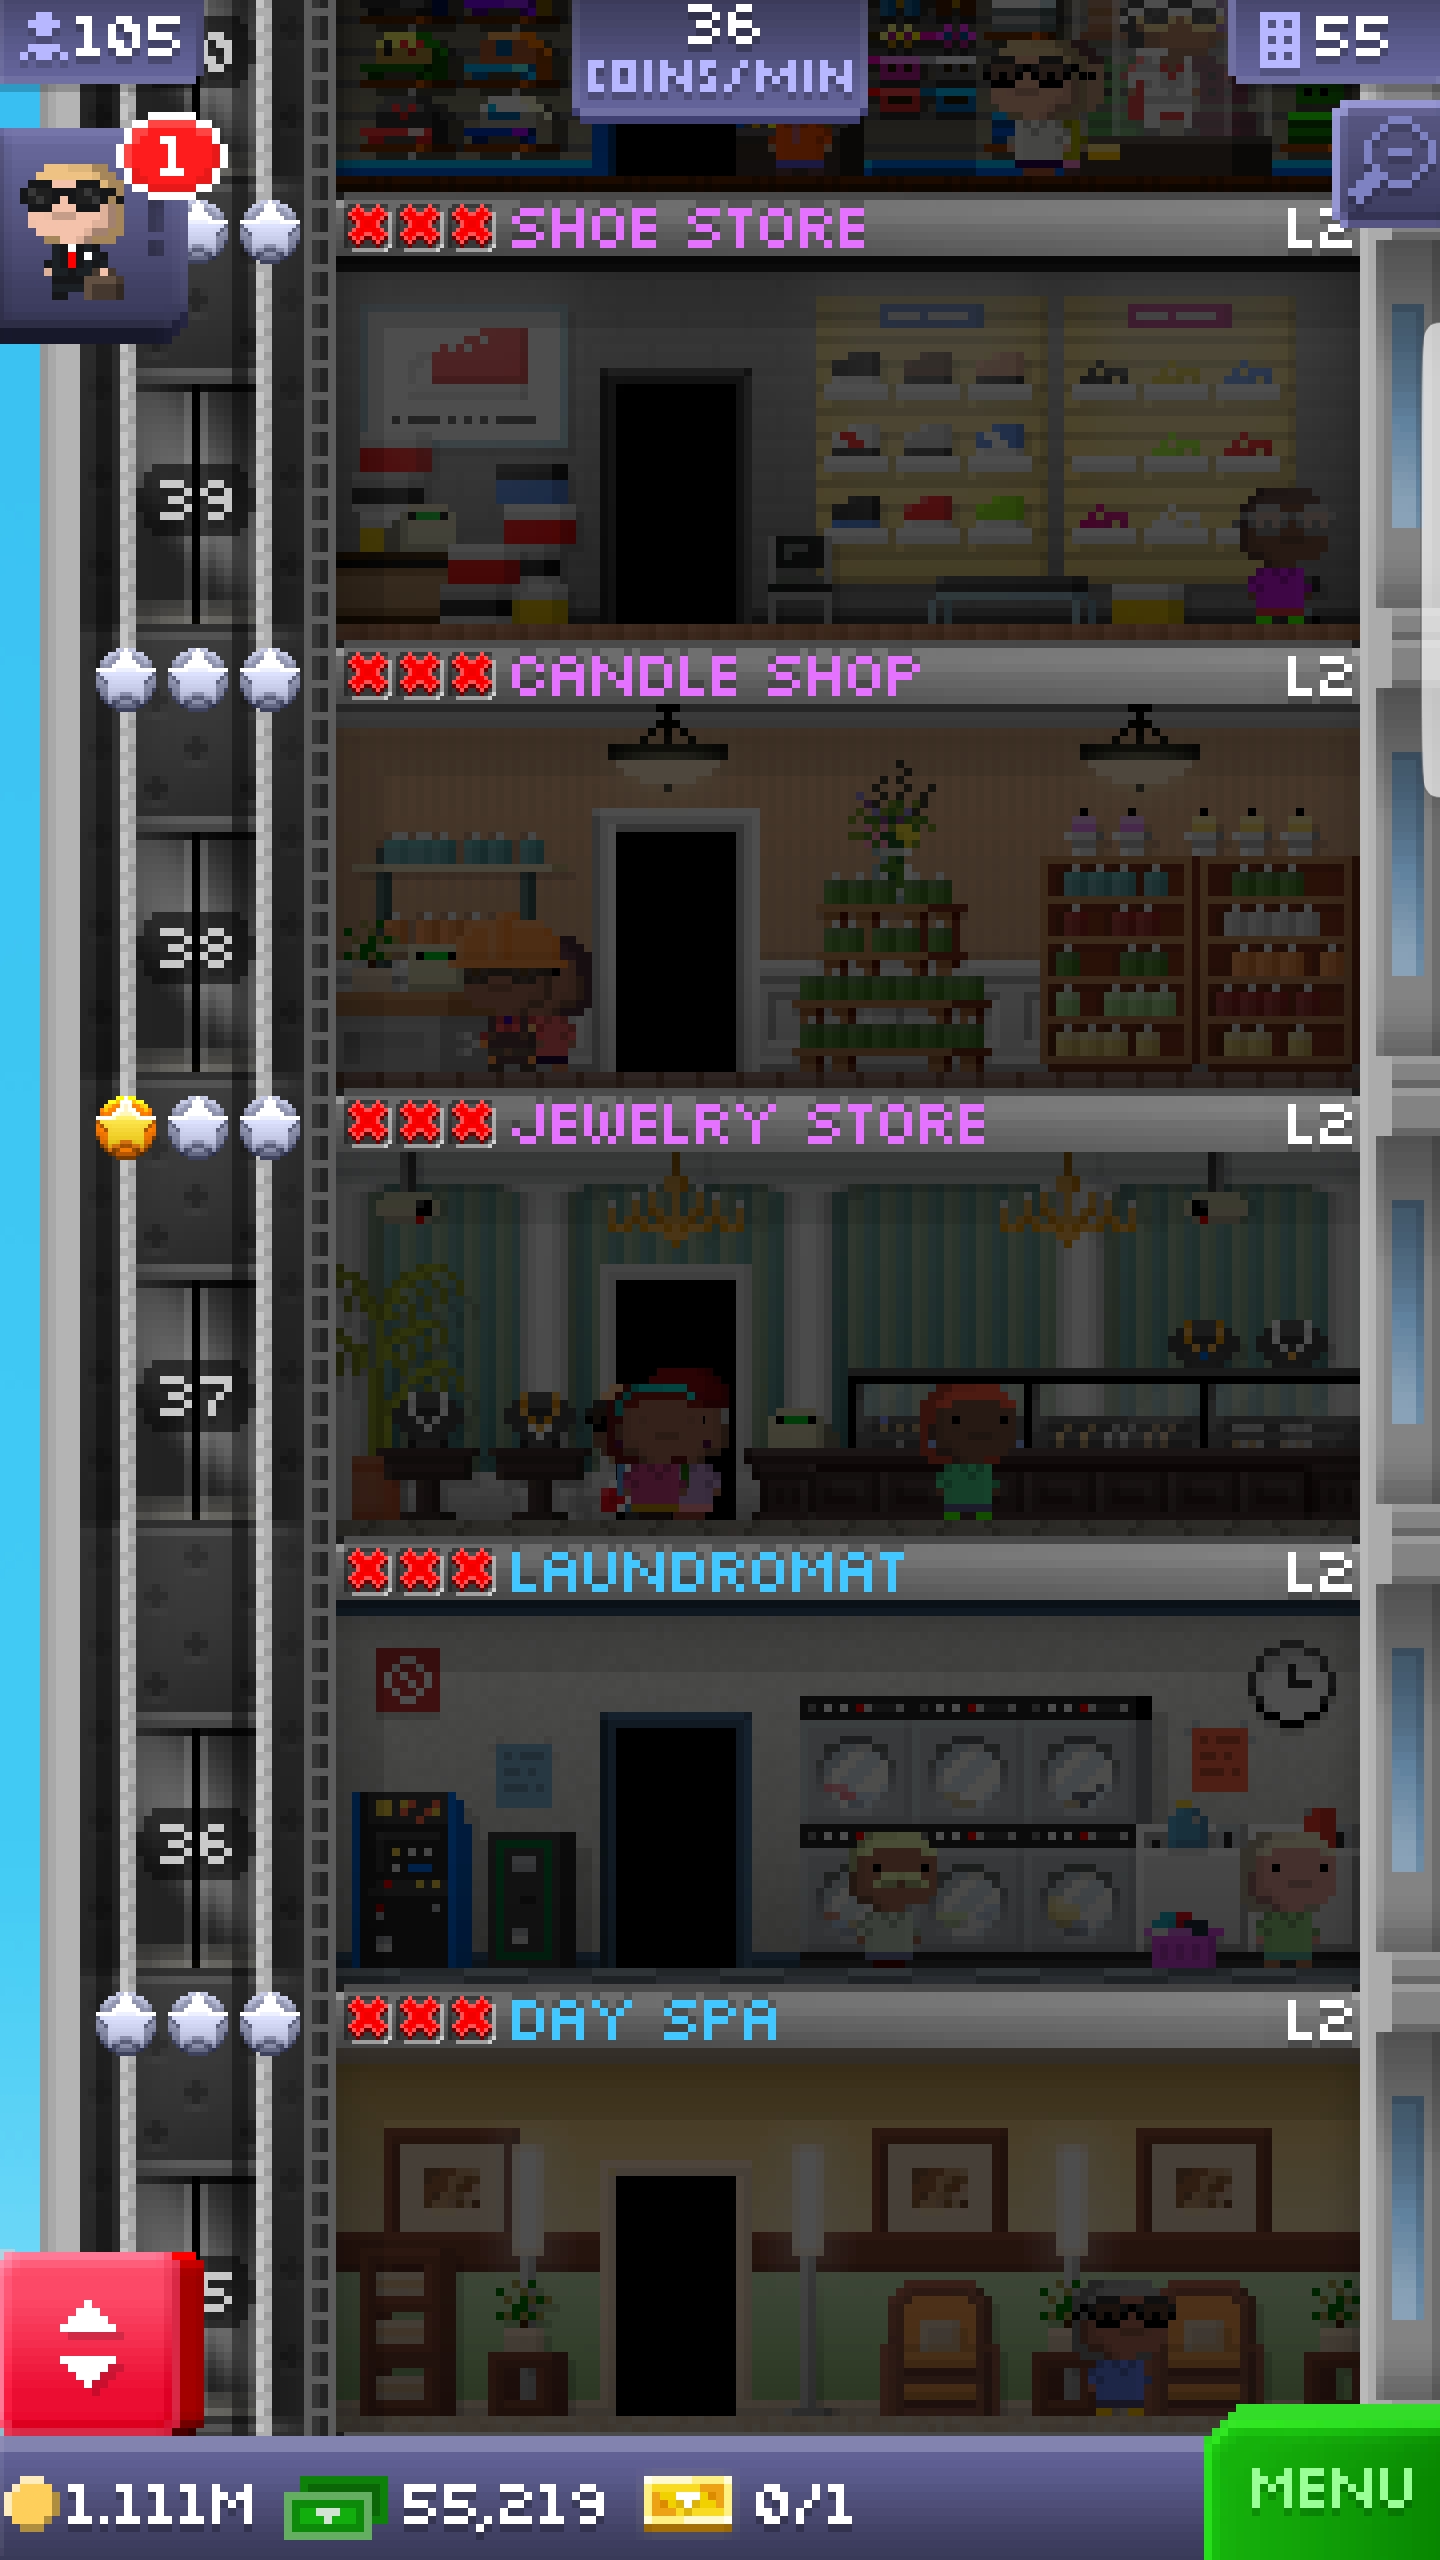 105
36
COINS/MIN
55
1
SHOE STORE L2
39
CANDLE SHOP L2
38
JEWELRY STORE L2
37
LAUNDROMAT L2
36
DAY SPA L2
1.111M 55,219 0/1
MENU